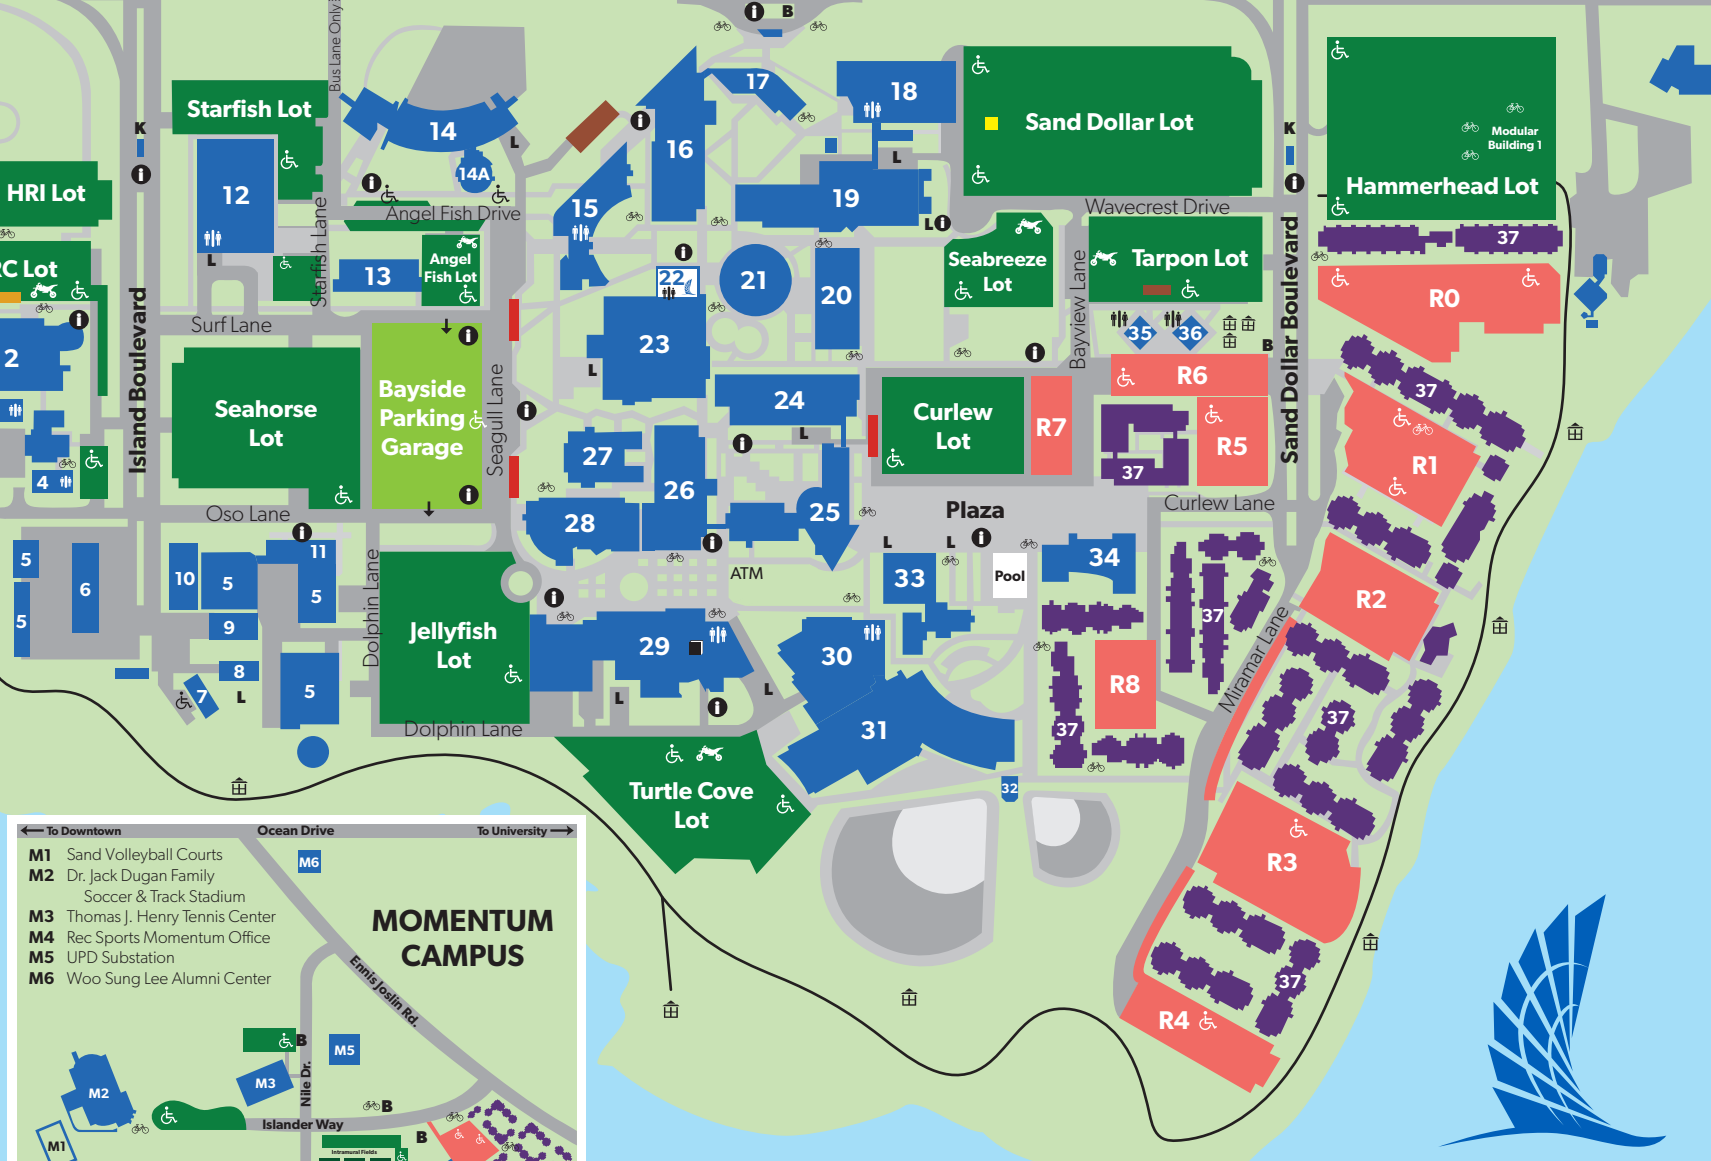 B
Bus Lane Only
Starfish Lot
K
HRI Lot
12
L
14
14A
L
16
17
18
15
19
L
L
Sand Dollar Lot
K
Modular
Building 1
Hammerhead Lot
Wavecrest Drive
37
Angel Fish Drive
Starfish Lane
13
Angel
Fish Lot
22
21
20
Seabreeze
Lot
Bayview Lane
Tarpon Lot
Sand Dollar Boulevard
R0
C Lot
Island Boulevard
Surf Lane
2
23
L
35
36
B
R6
37
Seahorse
Lot
Bayside
Parking
Garage
Seagull Lane
24
L
Curlew
Lot
R7
37
R5
R1
4
27
26
25
Oso Lane
28
Plaza
Curlew Lane
5
6
10
5
11
5
5
9
8
7
L
5
Dolphin Lane
Jellyfish
Lot
Dolphin Lane
ATM
L
L
33
Pool
34
37
R2
29
L
L
30
31
32
R8
37
Miramar Lane
37
Turtle Cove
Lot
R3
37
R4
To Downtown
Ocean Drive
To University
M1 Sand Volleyball Courts
M2 Dr. Jack Dugan Family
Soccer & Track Stadium
M3 Thomas J. Henry Tennis Center
M4 Rec Sports Momentum Office
M5 UPD Substation
M6 Woo Sung Lee Alumni Center
M6
MOMENTUM
CAMPUS
Ennis Joslin Rd.
B
M5
M3
Nile Dr.
M2
B
Islander Way
M1
B
Intramural Fields